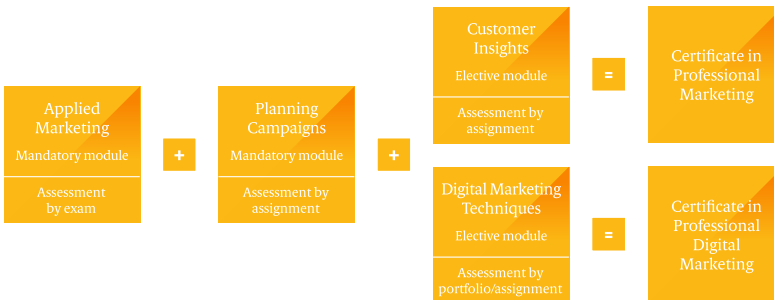 Applied
Marketing
Mandatory module
Assessment
by exam
+
Planning
Campaigns
Mandatory module
Assessment by
assignment
+
Customer
Insights
Elective module
Assessment by
assignment
=
Certificate in
Professional
Marketing
Digital Marketing
Techniques
Elective module
Assessment by
portfolio/assignment
=
Certificate in
Professional
Digital
Marketing